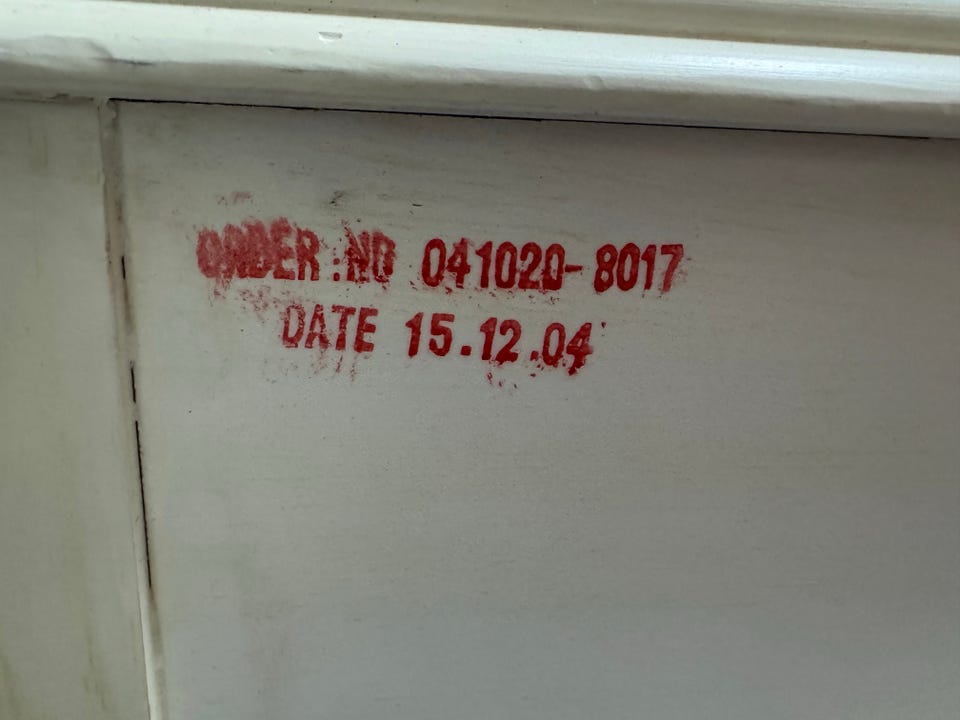 ORDER :NO 041020-8017
DATE 15.12.04